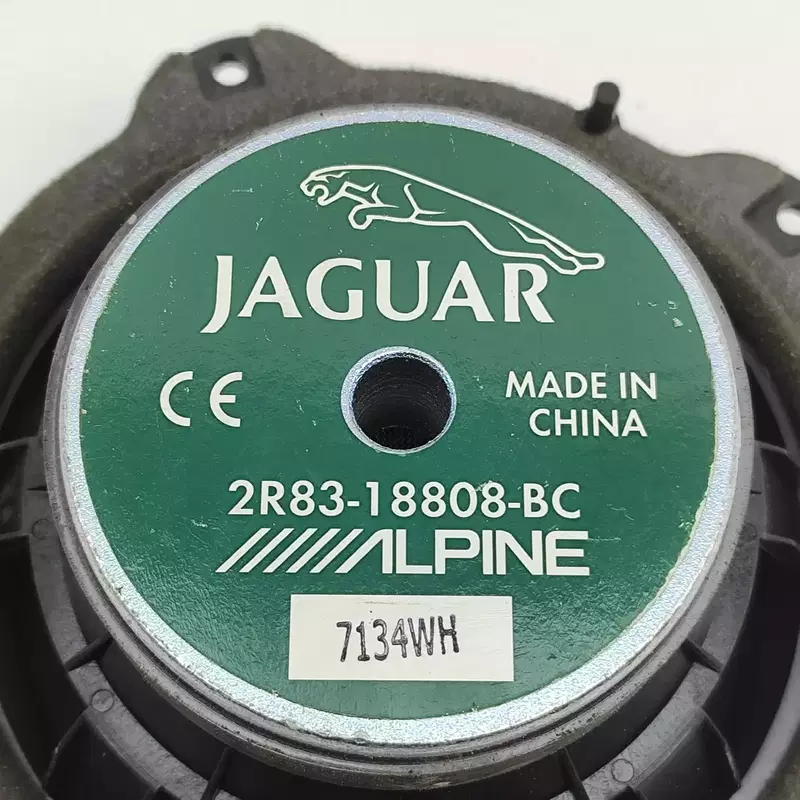 JAGUAR
CE
MADE IN
CHINA
2R83-18808-BC
ALPINE
7134WH